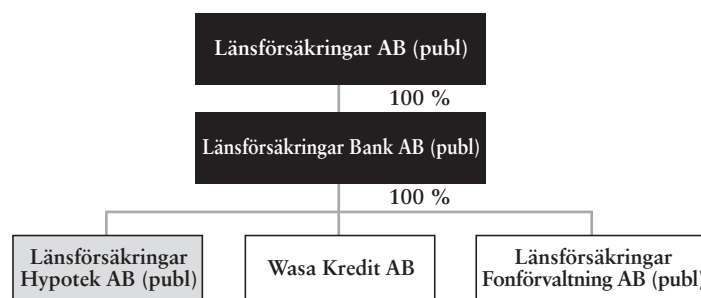 Länsförsäkringar AB (publ)
100 %
Länsförsäkringar Bank AB (publ)
100 %
Länsförsäkringar
Hypotek AB (publ)
Wasa Kredit AB
Länsförsäkringar
Fonförvaltning AB (publ)